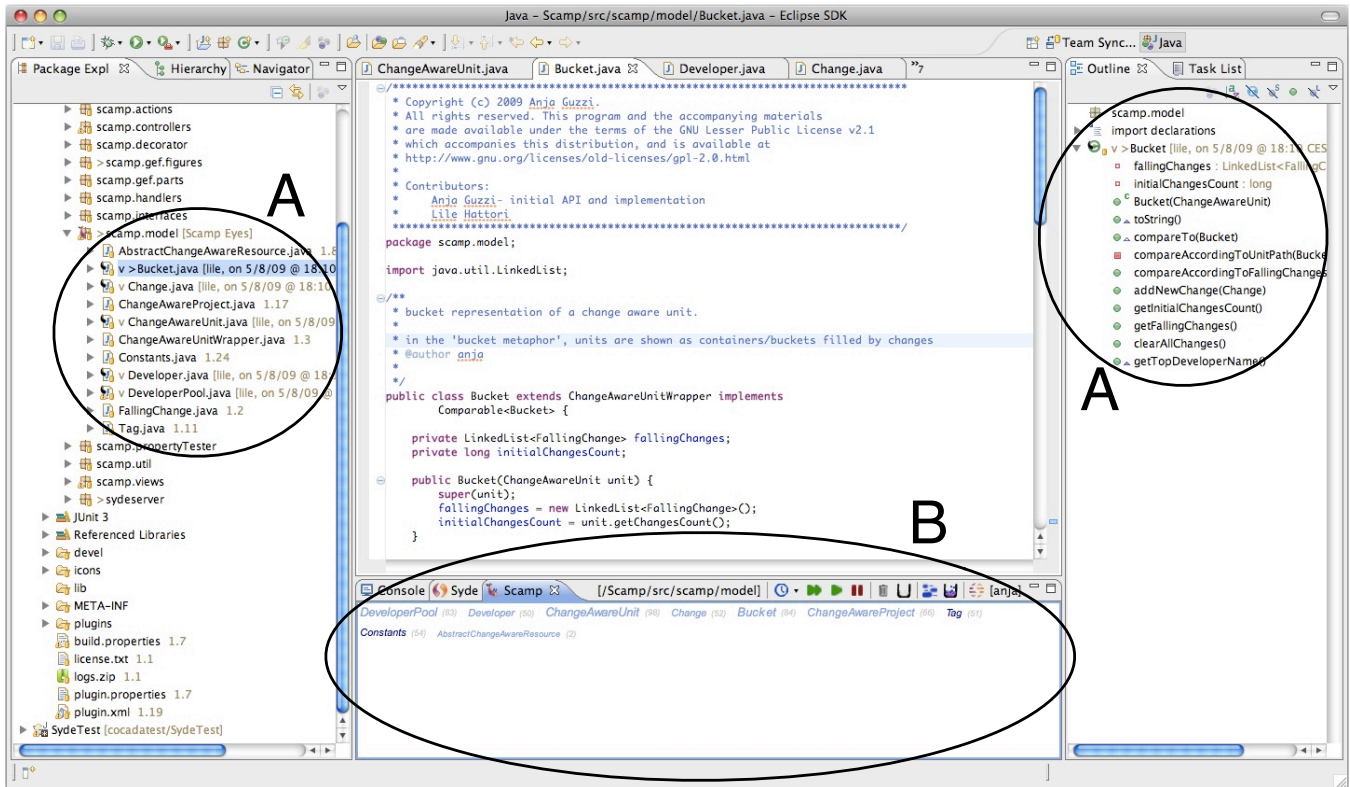 Java – Scamp/src/scamp/model/Bucket.java – Eclipse SDK
Team Sync... Java
Package Expl Hierarchy Navigator
scamp.actions
scamp.controllers
scamp.decorator
>scamp.gef.figures
scamp.gef.parts
scamp.handlers
scamp.interfaces
>scamp.model [Scamp Eyes]
AbstractChangeAwareResource.java 1.8
v >Bucket.java [lile, on 5/8/09 @ 18:10
v Change.java [lile, on 5/8/09 @ 18:10
ChangeAwareProject.java 1.17
v ChangeAwareUnit.java [lile, on 5/8/09
ChangeAwareUnitWrapper.java 1.3
Constants.java 1.24
v Developer.java [lile, on 5/8/09 @ 18:
v DeveloperPool.java [lile, on 5/8/09 @
FallingChange.java 1.2
Tag.java 1.11
scamp.propertyTester
scamp.util
scamp.views
>sydeserver
JUnit 3
Referenced Libraries
devel
icons
lib
META-INF
plugins
build.properties 1.7
license.txt 1.1
logs.zip 1.1
plugin.properties 1.7
plugin.xml 1.19
SydeTest [cocadatest/SydeTest]
A
ChangeAwareUnit.java Bucket.java Developer.java Change.java »7
/*******************************************************************************
* Copyright (c) 2009 Anja Guzzi.
* All rights reserved. This program and the accompanying materials
* are made available under the terms of the GNU Lesser Public License v2.1
* which accompanies this distribution, and is available at
* http://www.gnu.org/licenses/old-licenses/gpl-2.0.html
*
* Contributors:
* Anja Guzzi- initial API and implementation
* Lile Hattori
*******************************************************************************/
package scamp.model;
import java.util.LinkedList;
/**
* bucket representation of a change aware unit.
*
* in the 'bucket metaphor', units are shown as containers/buckets filled by changes
* @author anja
*
*/
public class Bucket extends ChangeAwareUnitWrapper implements
Comparable<Bucket> {
private LinkedList<FallingChange> fallingChanges;
private long initialChangesCount;
public Bucket(ChangeAwareUnit unit) {
super(unit);
fallingChanges = new LinkedList<FallingChange>();
initialChangesCount = unit.getChangesCount();
}
B
Console Syde Scamp [/Scamp/src/scamp/model] [anja]
DeveloperPool (83) Developer (50) ChangeAwareUnit (98) Change (52) Bucket (84) ChangeAwareProject (86) Tag (51)
Constants (54) AbstractChangeAwareResource (2)
Outline Task List
scamp.model
import declarations
v >Bucket [lile, on 5/8/09 @ 18:10 CES
fallingChanges : LinkedList<FallingC
initialChangesCount : long
Bucket(ChangeAwareUnit)
toString()
compareTo(Bucket)
compareAccordingToUnitPath(Bucke
compareAccordingToFallingChanges
addNewChange(Change)
getInitialChangesCount()
getFallingChanges()
clearAllChanges()
getTopDeveloperName()
A